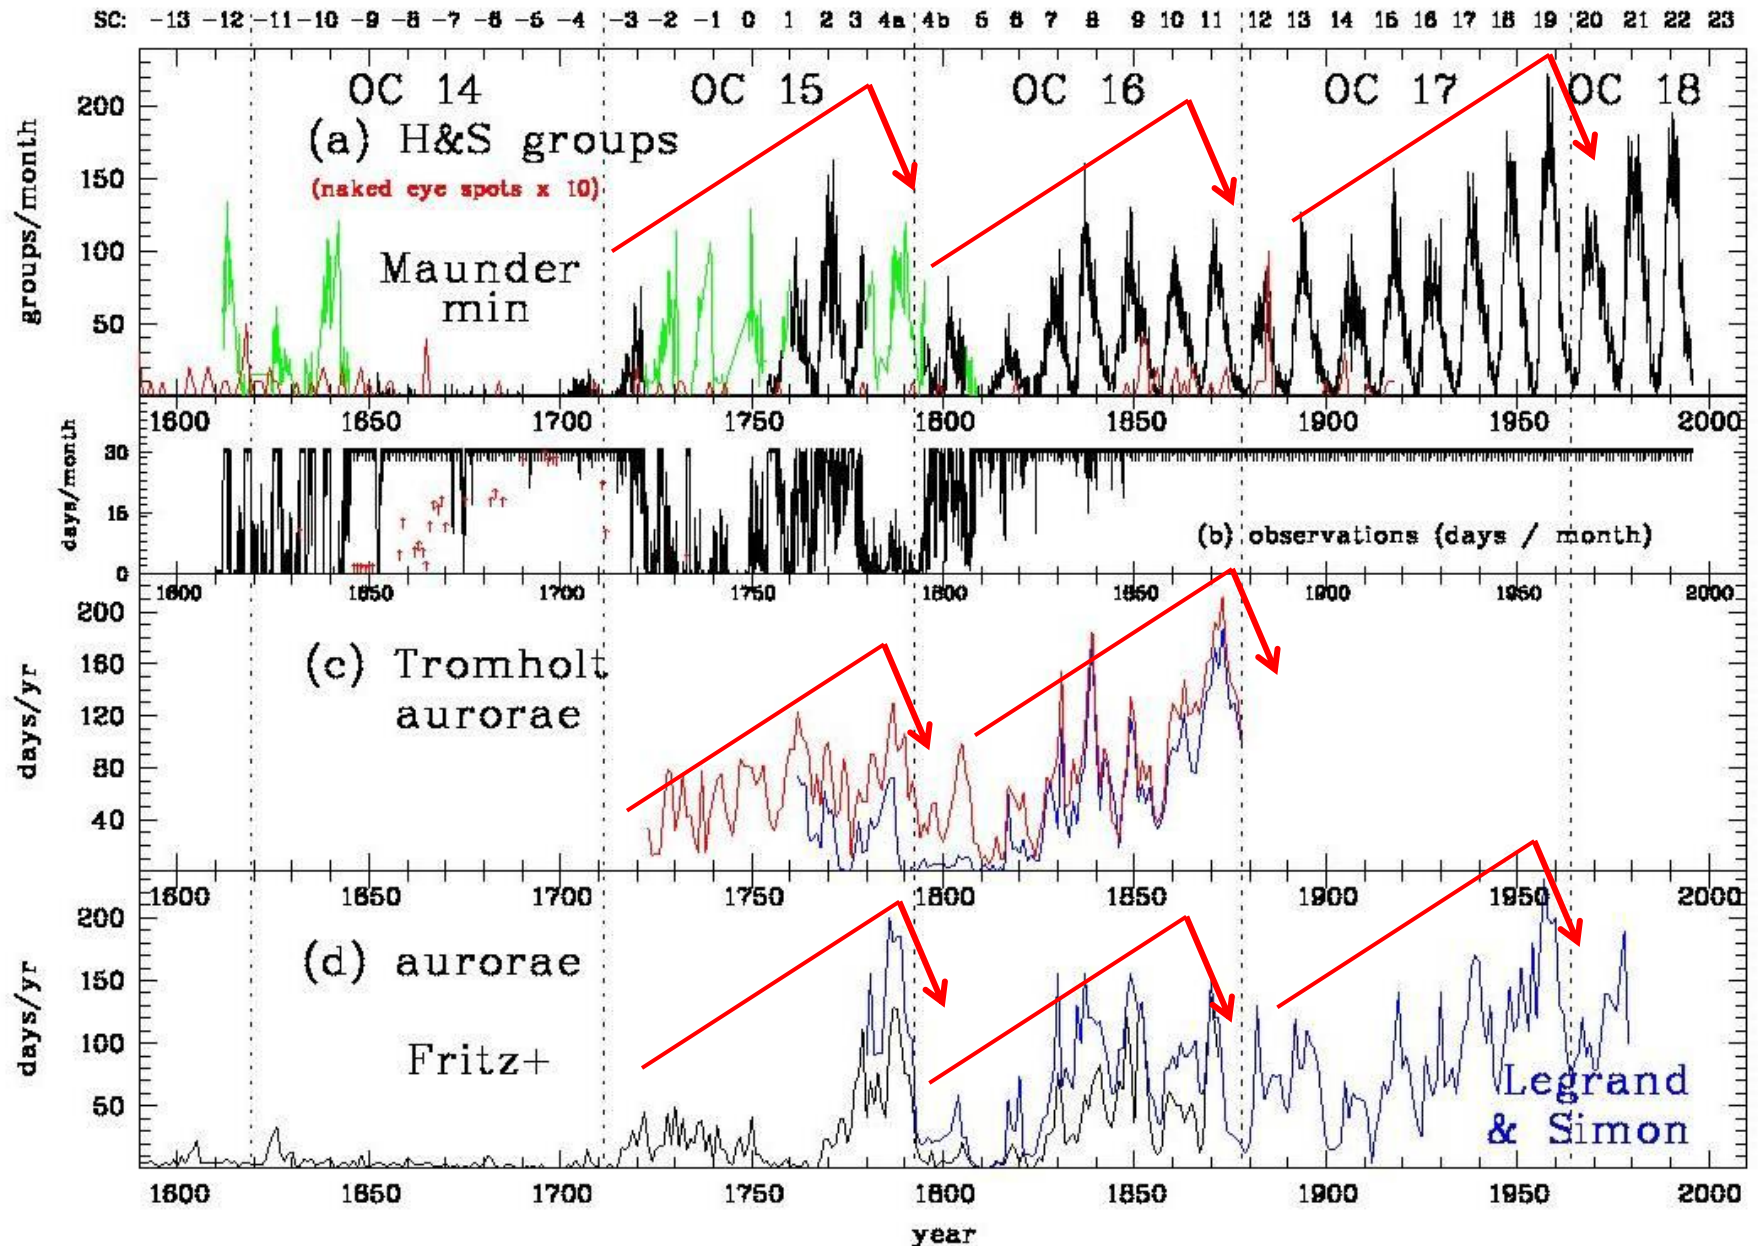 SC: -13 -12 -11 -10 -9 -8 -7 -6 -5 -4 -3 -2 -1 0 1 2 3 4a 4b 5 6 7 8 9 10 11 12 13 14 15 16 17 18 19 20 21 22 23
OC 14 OC 15 OC 16 OC 17 OC 18
(a) H&S groups
(naked eye spots x 10)
Maunder
min
groups/month
200
150
100
50
1600 1650 1700 1750 1800 1850 1900 1950 2000
days/month
30
15
0
(b) observations (days / month)
1600 1650 1700 1750 1800 1850 1900 1950 2000
days/yr
200
160
120
80
40
(c) Tromholt
aurorae
1600 1650 1700 1750 1800 1850 1900 1950 2000
days/yr
200
150
100
50
(d) aurorae
Fritz+
Legrand
& Simon
1600 1650 1700 1750 1800 1850 1900 1950 2000
year